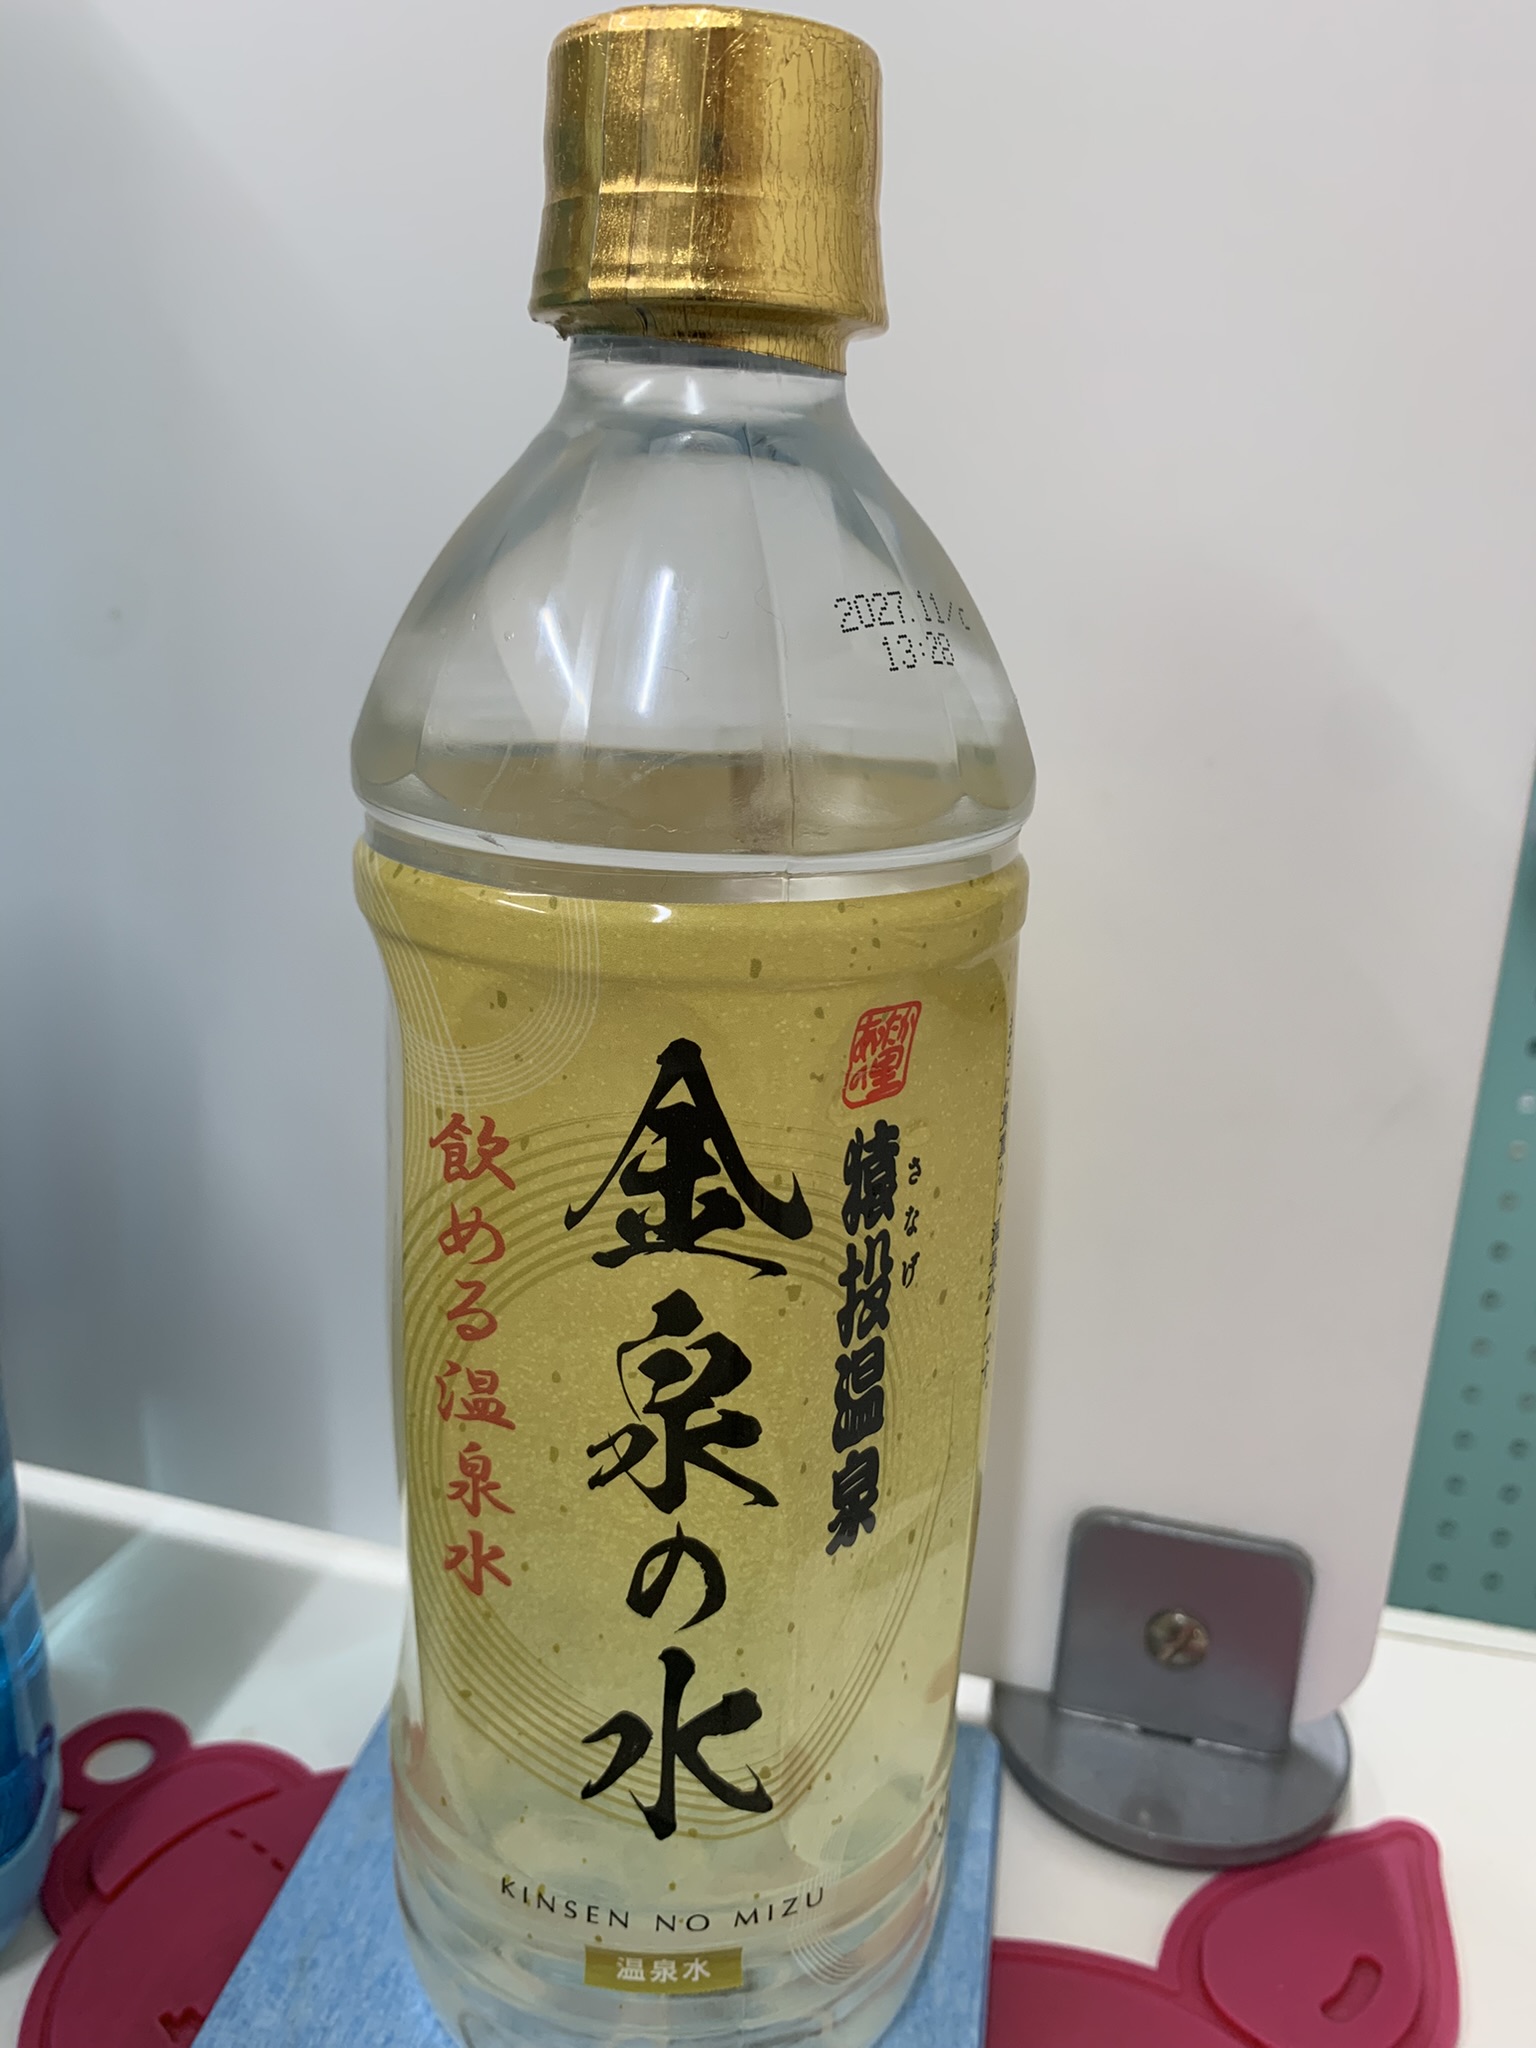 2027.11/c
13:28
猿投温泉
さなげ
金泉の水
飲める温泉水
KINSEN NO MIZU
温泉水